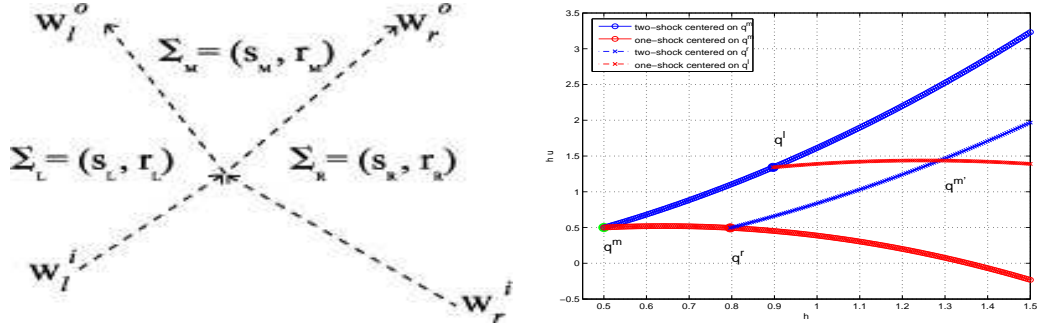 w_l^o
w_r^o
Σ_M = (s_M, r_M)
Σ_L = (s_L, r_L)
Σ_R = (s_R, r_R)
w_l^i
w_r^i
two-shock centered on q^m
one-shock centered on q^m
two-shock centered on q^r
one-shock centered on q^l
3.5
3
2.5
2
1.5
1
0.5
0
−0.5
h u
q^l
q^m'
q^m
q^r
0.5 0.6 0.7 0.8 0.9 1 1.1 1.2 1.3 1.4 1.5
h